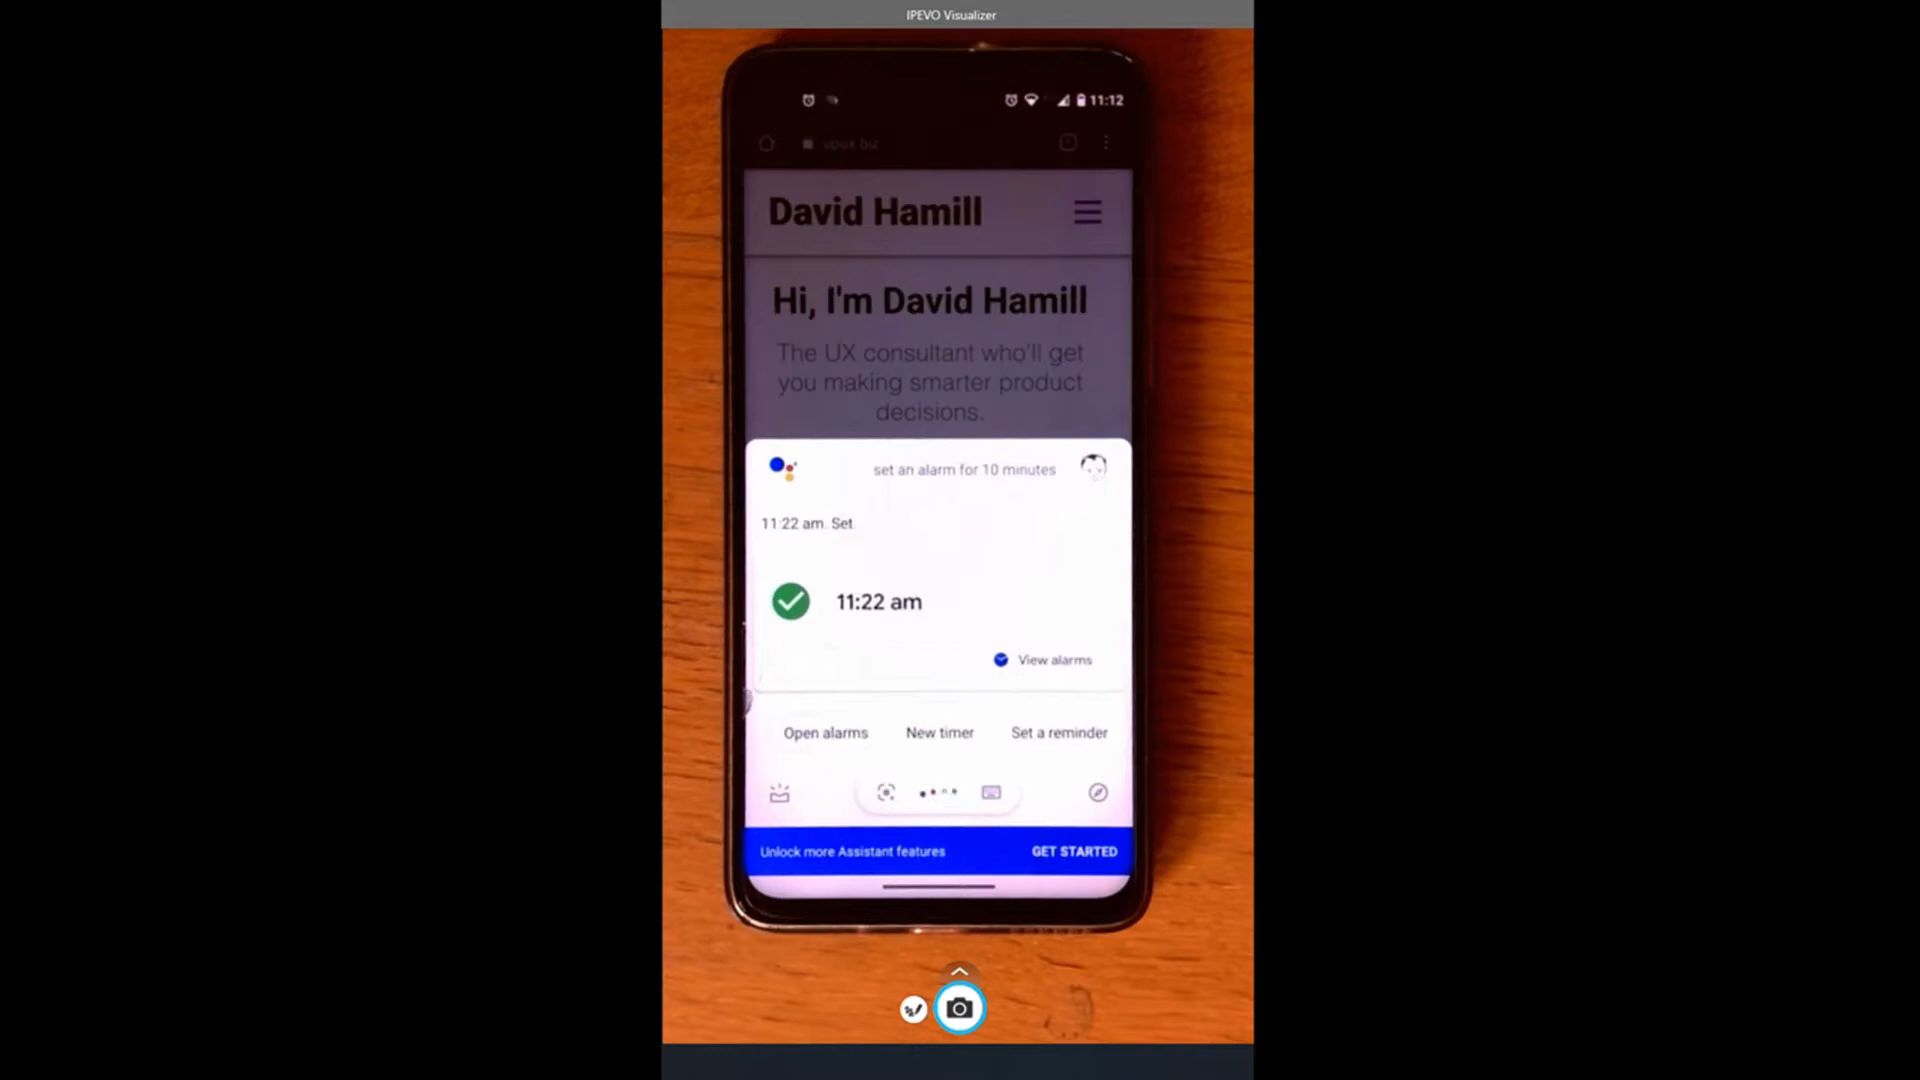 IPEVO Visualizer
11:12
upux.biz
David Hamill
Hi, I'm David Hamill
The UX consultant who'll get
you making smarter product
decisions.
set an alarm for 10 minutes
11:22 am. Set
11:22 am
View alarms
Open alarms New timer Set a reminder
Unlock more Assistant features GET STARTED